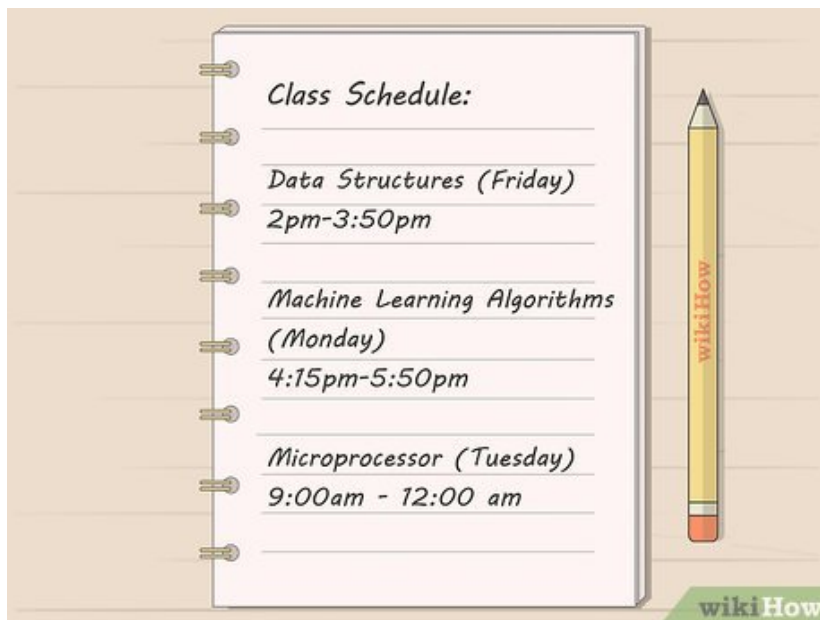 Class Schedule:
Data Structures (Friday)
2pm-3:50pm
Machine Learning Algorithms
(Monday)
4:15pm-5:50pm
Microprocessor (Tuesday)
9:00am - 12:00 am
wikiHow
wikiHow